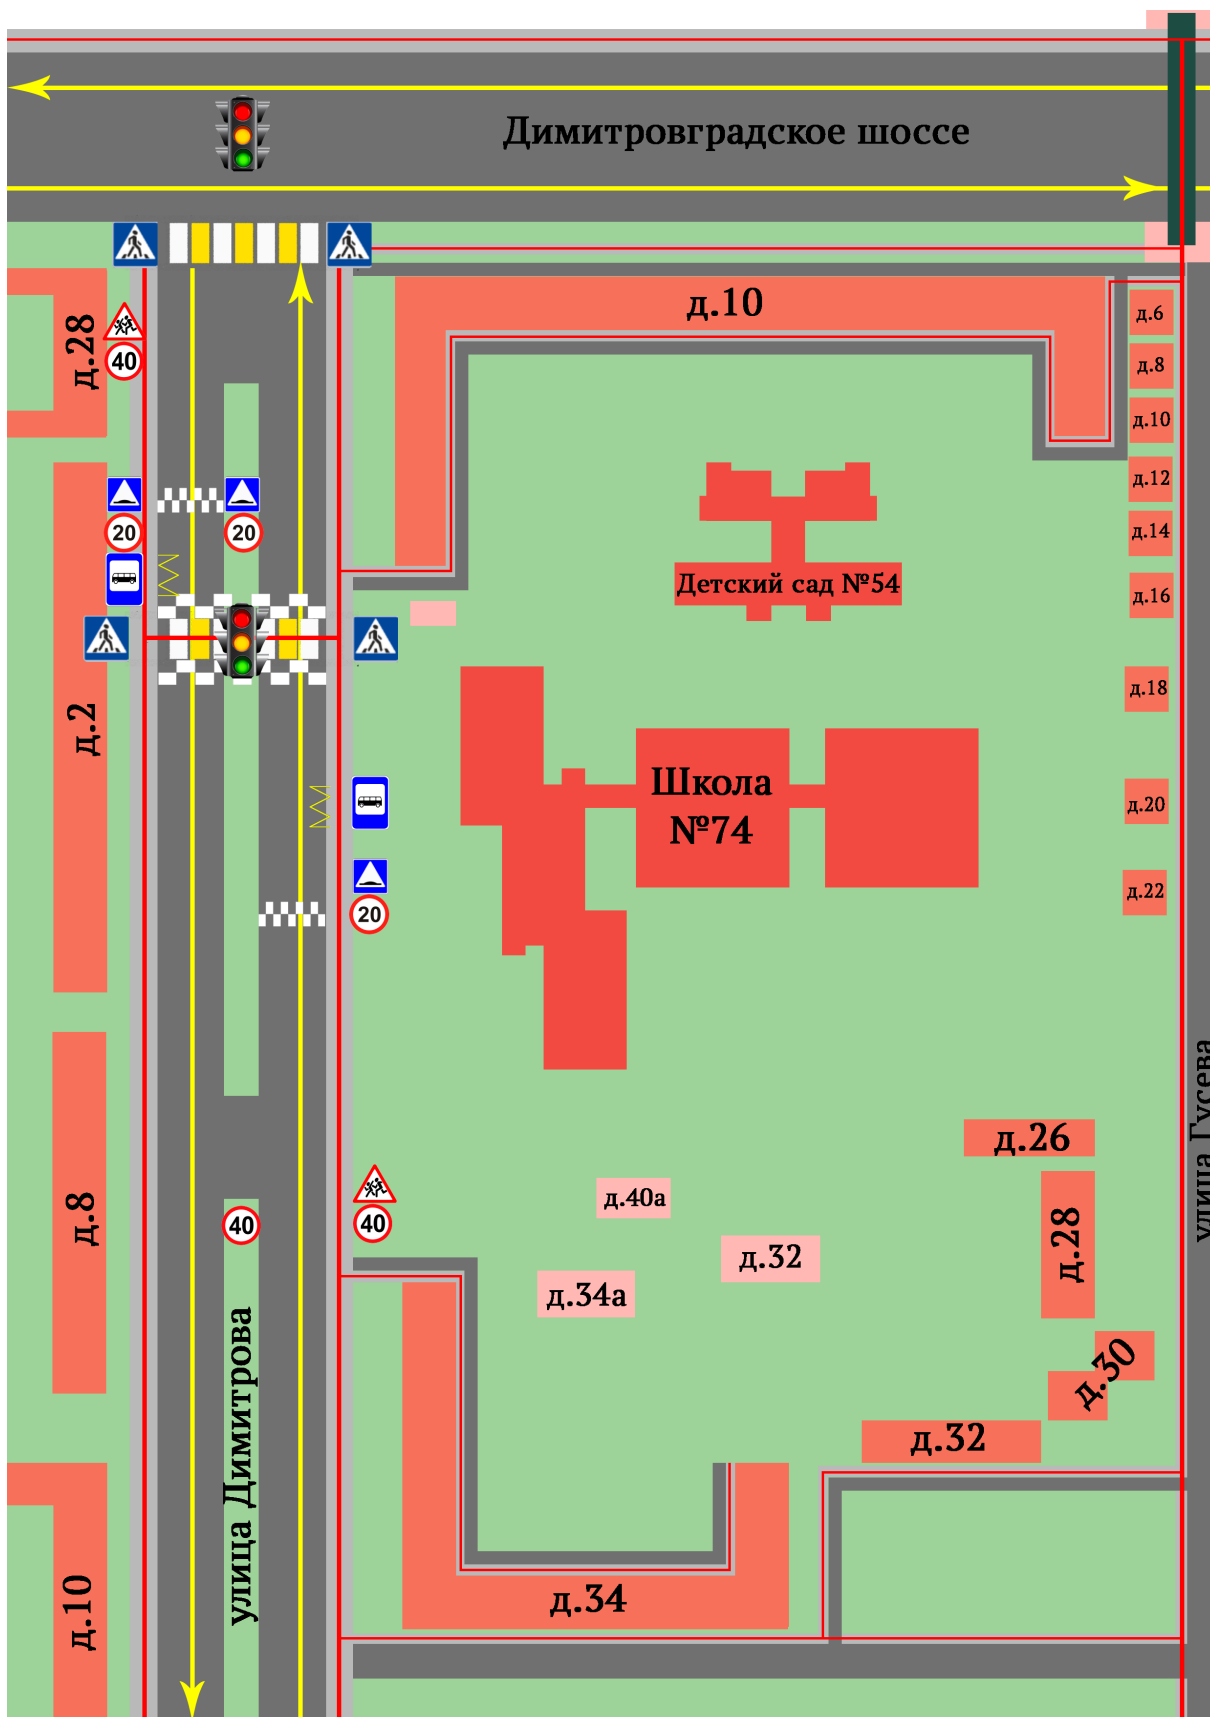 Димитровградское шоссе
д.10
д.6
д.28
40
д.8
д.10
д.12
20
20
д.14
Детский сад №54
д.16
д.18
д.2
Школа
№74
д.20
д.22
20
д.26
д.40а
д.8
40
40
д.28
д.32
д.34а
улица Гусева
д.30
улица Димитрова
д.32
д.10
д.34